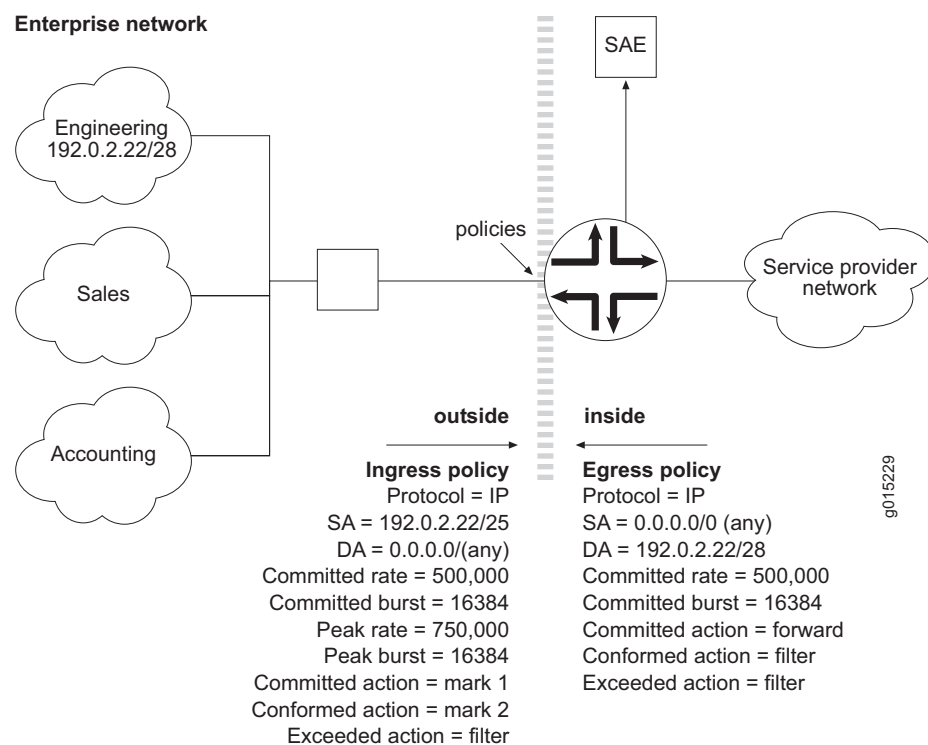 Enterprise network
SAE
Engineering
192.0.2.22/28
policies
Sales
Service provider
network
Accounting
outside
inside
Ingress policy
Protocol = IP
SA = 192.0.2.22/25
DA = 0.0.0.0/(any)
Committed rate = 500,000
Committed burst = 16384
Peak rate = 750,000
Peak burst = 16384
Committed action = mark 1
Conformed action = mark 2
Exceeded action = filter
Egress policy
Protocol = IP
SA = 0.0.0.0/0 (any)
DA = 192.0.2.22/28
Committed rate = 500,000
Committed burst = 16384
Committed action = forward
Conformed action = filter
Exceeded action = filter
g015229